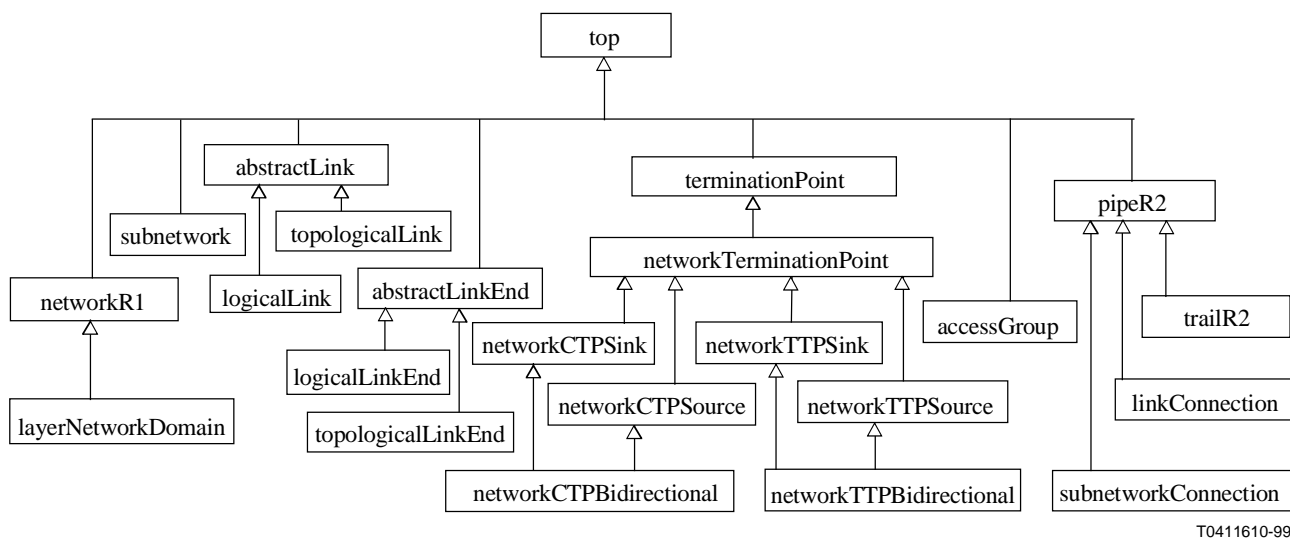 top
abstractLink
terminationPoint
pipeR2
subnetwork
topologicalLink
networkTerminationPoint
networkR1
logicalLink
abstractLinkEnd
accessGroup
trailR2
networkCTPSink
networkTTPSink
logicalLinkEnd
networkCTPSource
networkTTPSource
linkConnection
layerNetworkDomain
topologicalLinkEnd
networkCTPBidirectional
networkTTPBidirectional
subnetworkConnection
T0411610-99